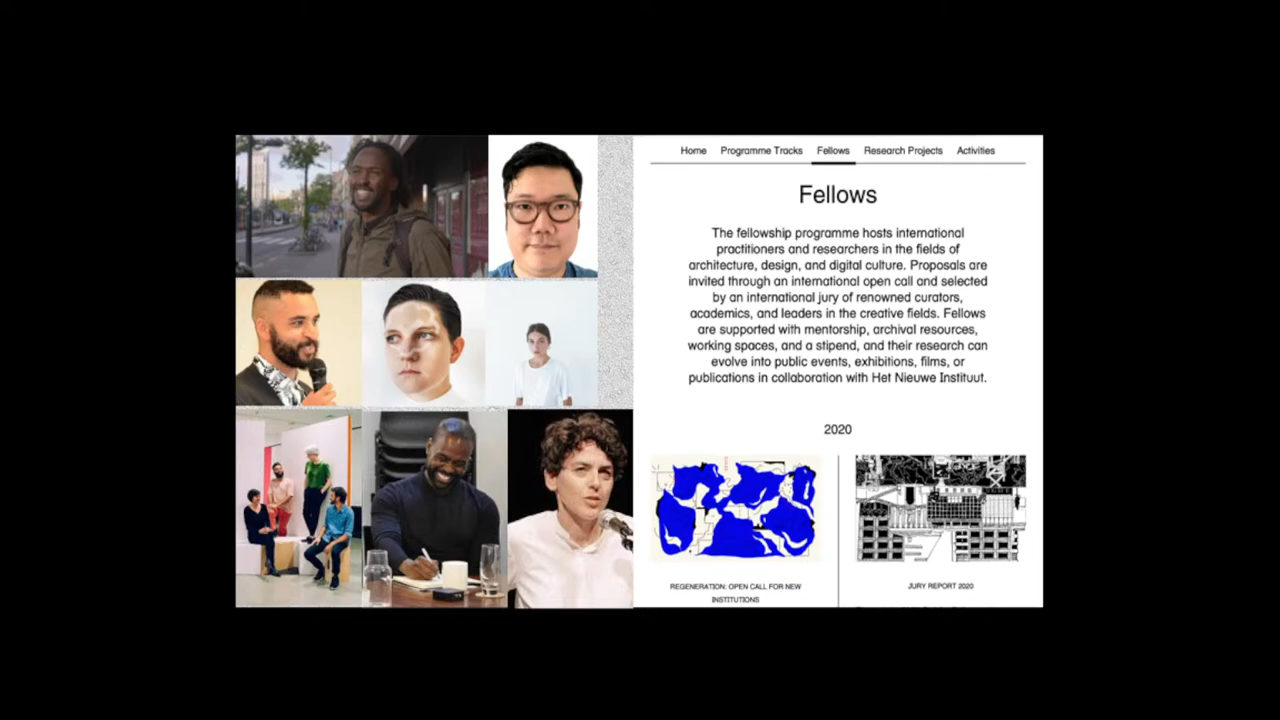 Home Programme Tracks Fellows Research Projects Activities
Fellows
The fellowship programme hosts international
practitioners and researchers in the fields of
architecture, design, and digital culture. Proposals are
invited through an international open call and selected
by an international jury of renowned curators,
academics, and leaders in the creative fields. Fellows
are supported with mentorship, archival resources,
working spaces, and a stipend, and their research can
evolve into public events, exhibitions, films, or
publications in collaboration with Het Nieuwe Instituut.
2020
REGENERATION: OPEN CALL FOR NEW
INSTITUTIONS
JURY REPORT 2020